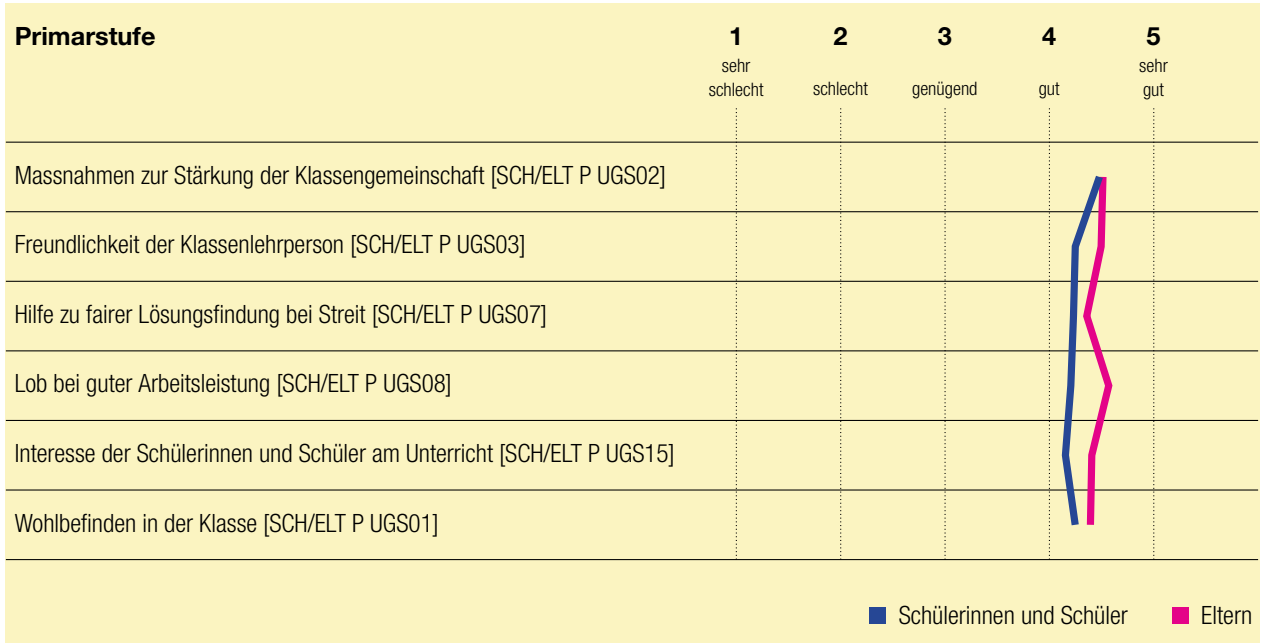 Primarstufe 1 2 3 4 5
sehr sehr
schlecht schlecht genügend gut gut
Massnahmen zur Stärkung der Klassengemeinschaft [SCH/ELT P UGS02]
Freundlichkeit der Klassenlehrperson [SCH/ELT P UGS03]
Hilfe zu fairer Lösungsfindung bei Streit [SCH/ELT P UGS07]
Lob bei guter Arbeitsleistung [SCH/ELT P UGS08]
Interesse der Schülerinnen und Schüler am Unterricht [SCH/ELT P UGS15]
Wohlbefinden in der Klasse [SCH/ELT P UGS01]
Schülerinnen und Schüler Eltern